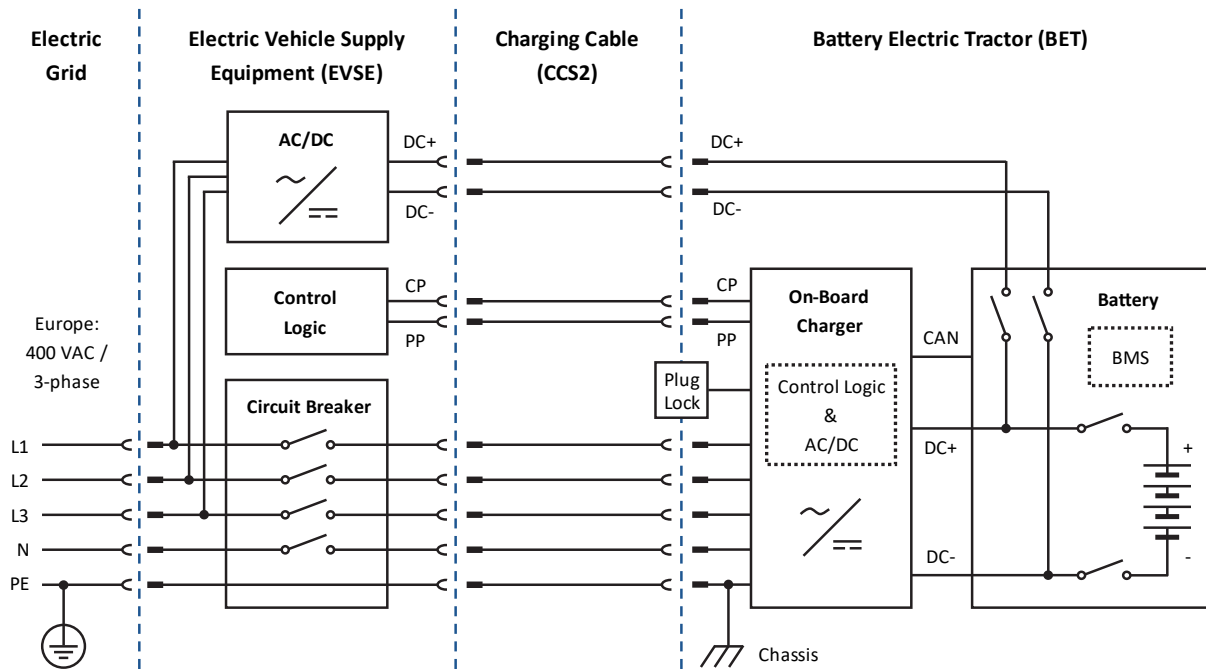 Electric
Grid
Electric Vehicle Supply
Equipment (EVSE)
Charging Cable
(CCS2)
Battery Electric Tractor (BET)
AC/DC
DC+
DC-
DC+
DC-
Control
Logic
CP
PP
CP
PP
On-Board
Charger
Control Logic
&
AC/DC
CAN
Battery
BMS
Europe:
400 VAC /
3-phase
Plug
Lock
Circuit Breaker
L1
L2
L3
N
PE
DC+
DC-
+
-
Chassis